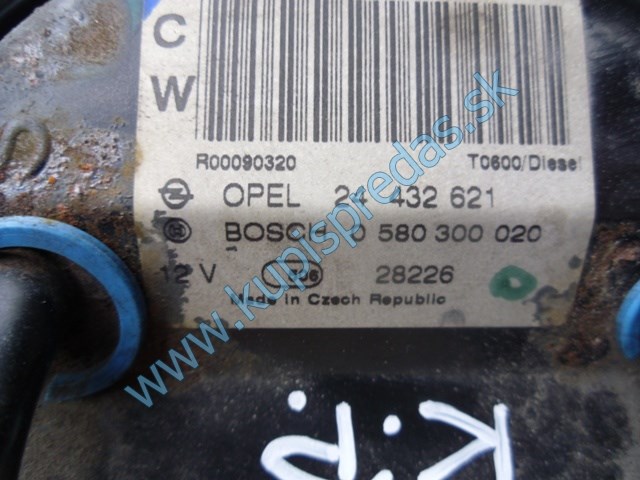 C
W
R00090320 T0600/Diesel
OPEL 24 432 621
BOSCH 0 580 300 020
12 V 28226
Made in Czech Republic
www.kupispredas.sk